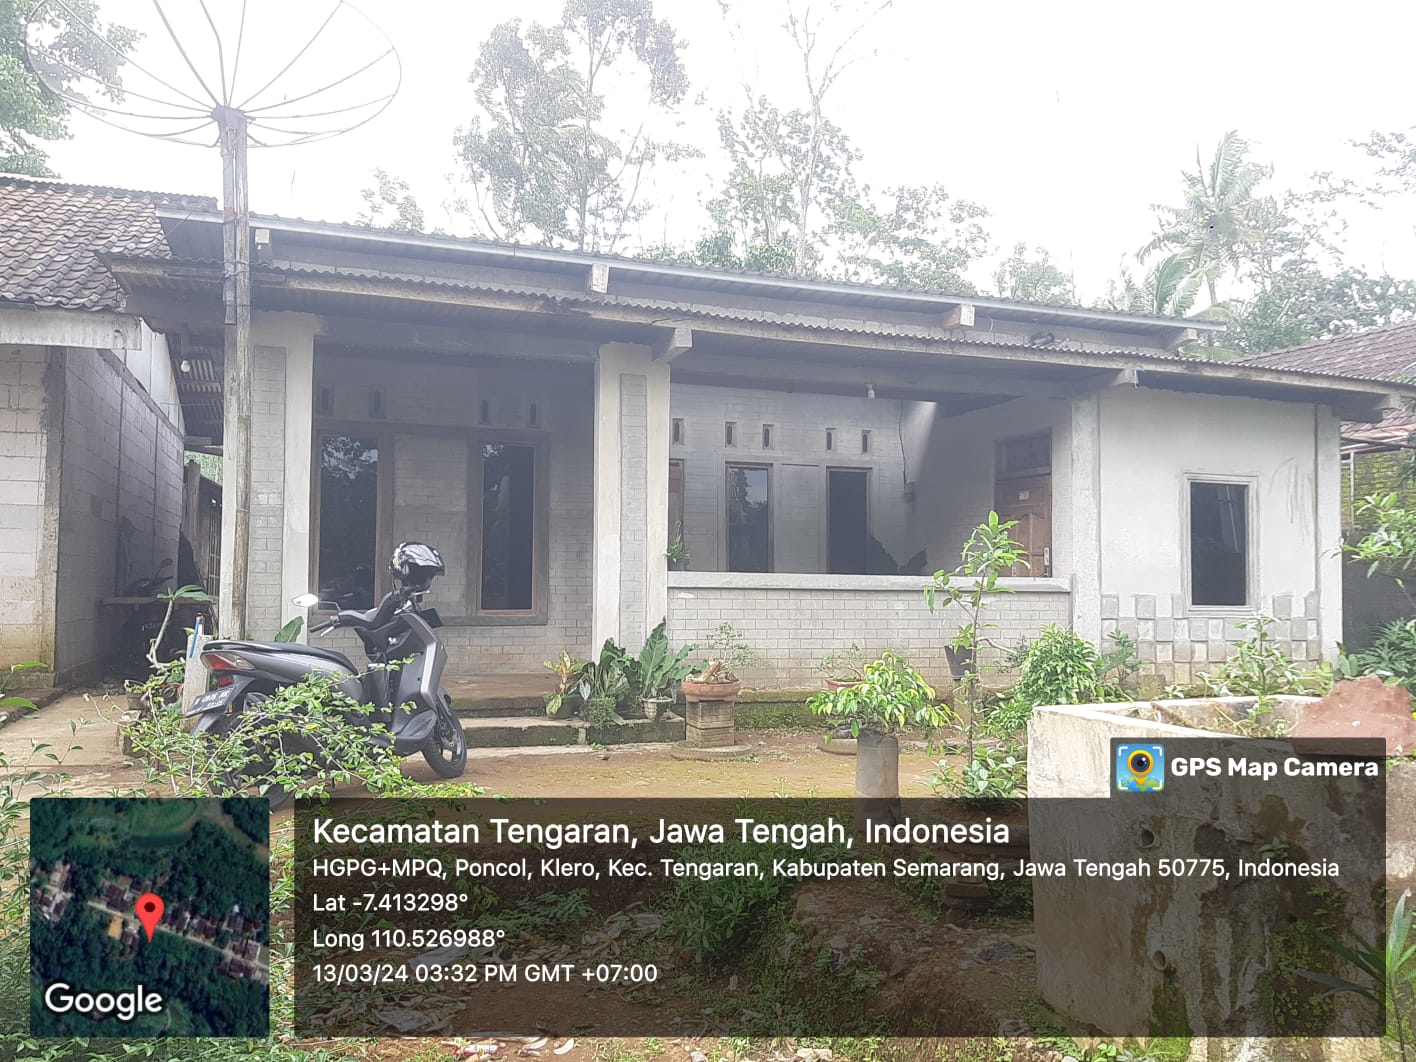 GPS Map Camera
Kecamatan Tengaran, Jawa Tengah, Indonesia
HGPG+MPQ, Poncol, Klero, Kec. Tengaran, Kabupaten Semarang, Jawa Tengah 50775, Indonesia
Lat -7.413298°
Long 110.526988°
13/03/24 03:32 PM GMT +07:00
Google